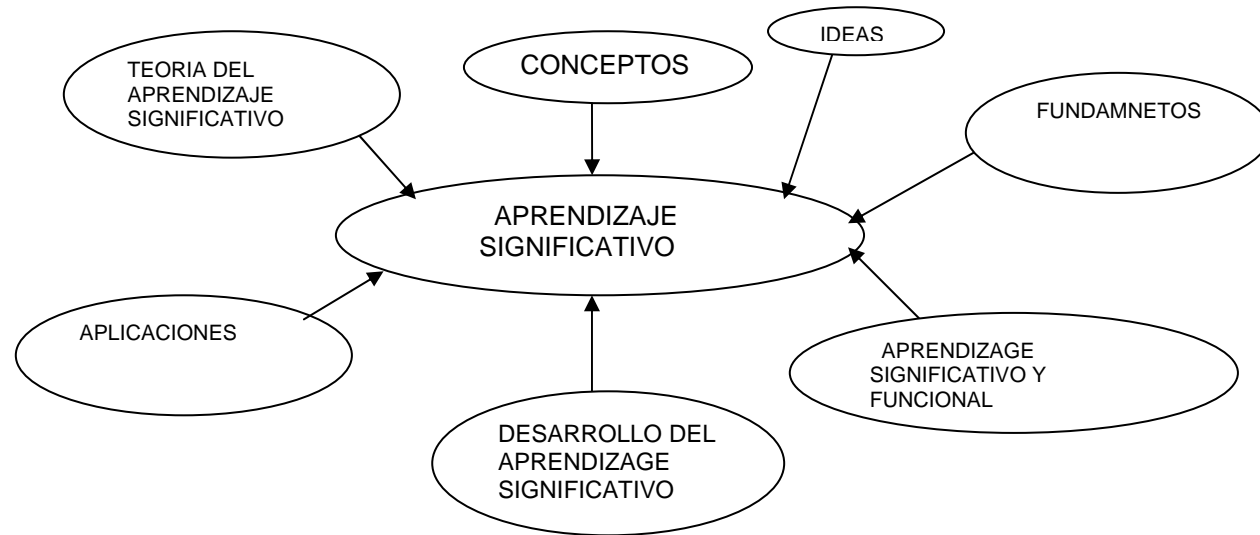 IDEAS
CONCEPTOS
TEORIA DEL
APRENDIZAJE
SIGNIFICATIVO
FUNDAMNETOS
APRENDIZAJE
SIGNIFICATIVO
APLICACIONES
APRENDIZAGE
SIGNIFICATIVO Y
FUNCIONAL
DESARROLLO DEL
APRENDIZAGE
SIGNIFICATIVO